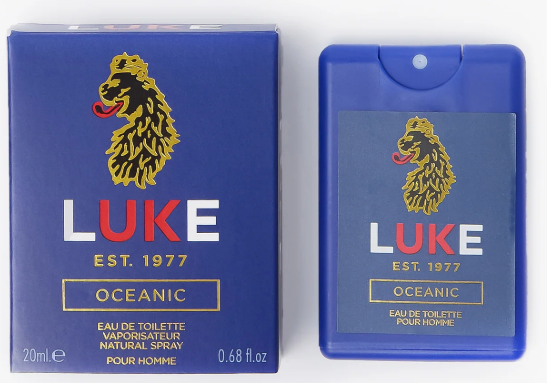 LUKE
LUKE
EST. 1977
OCEANIC
EAU DE TOILETTE
VAPORISATEUR
NATURAL SPRAY
20ml.℮ 0.68 fl.oz
POUR HOMME
LUKE
EST. 1977
OCEANIC
EAU DE TOILETTE
POUR HOMME